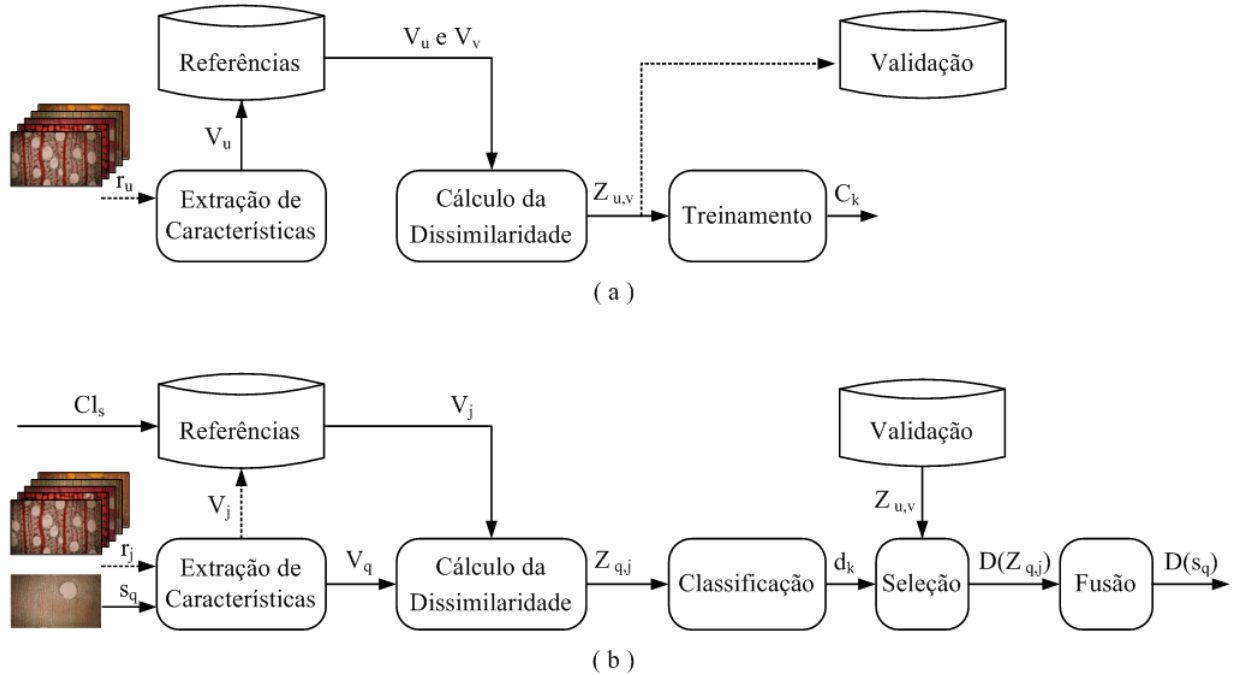 Referências
V_u e V_v
Validação
V_u
r_u
Extração de
Características
Cálculo da
Dissimilaridade
Z_u,v
Treinamento
C_k
( a )
Cl_s
Referências
V_j
Validação
V_j
Z_u,v
r_j
s_q
Extração de
Características
V_q
Cálculo da
Dissimilaridade
Z_q,j
Classificação
d_k
Seleção
D(Z_q,j)
Fusão
D(s_q)
( b )